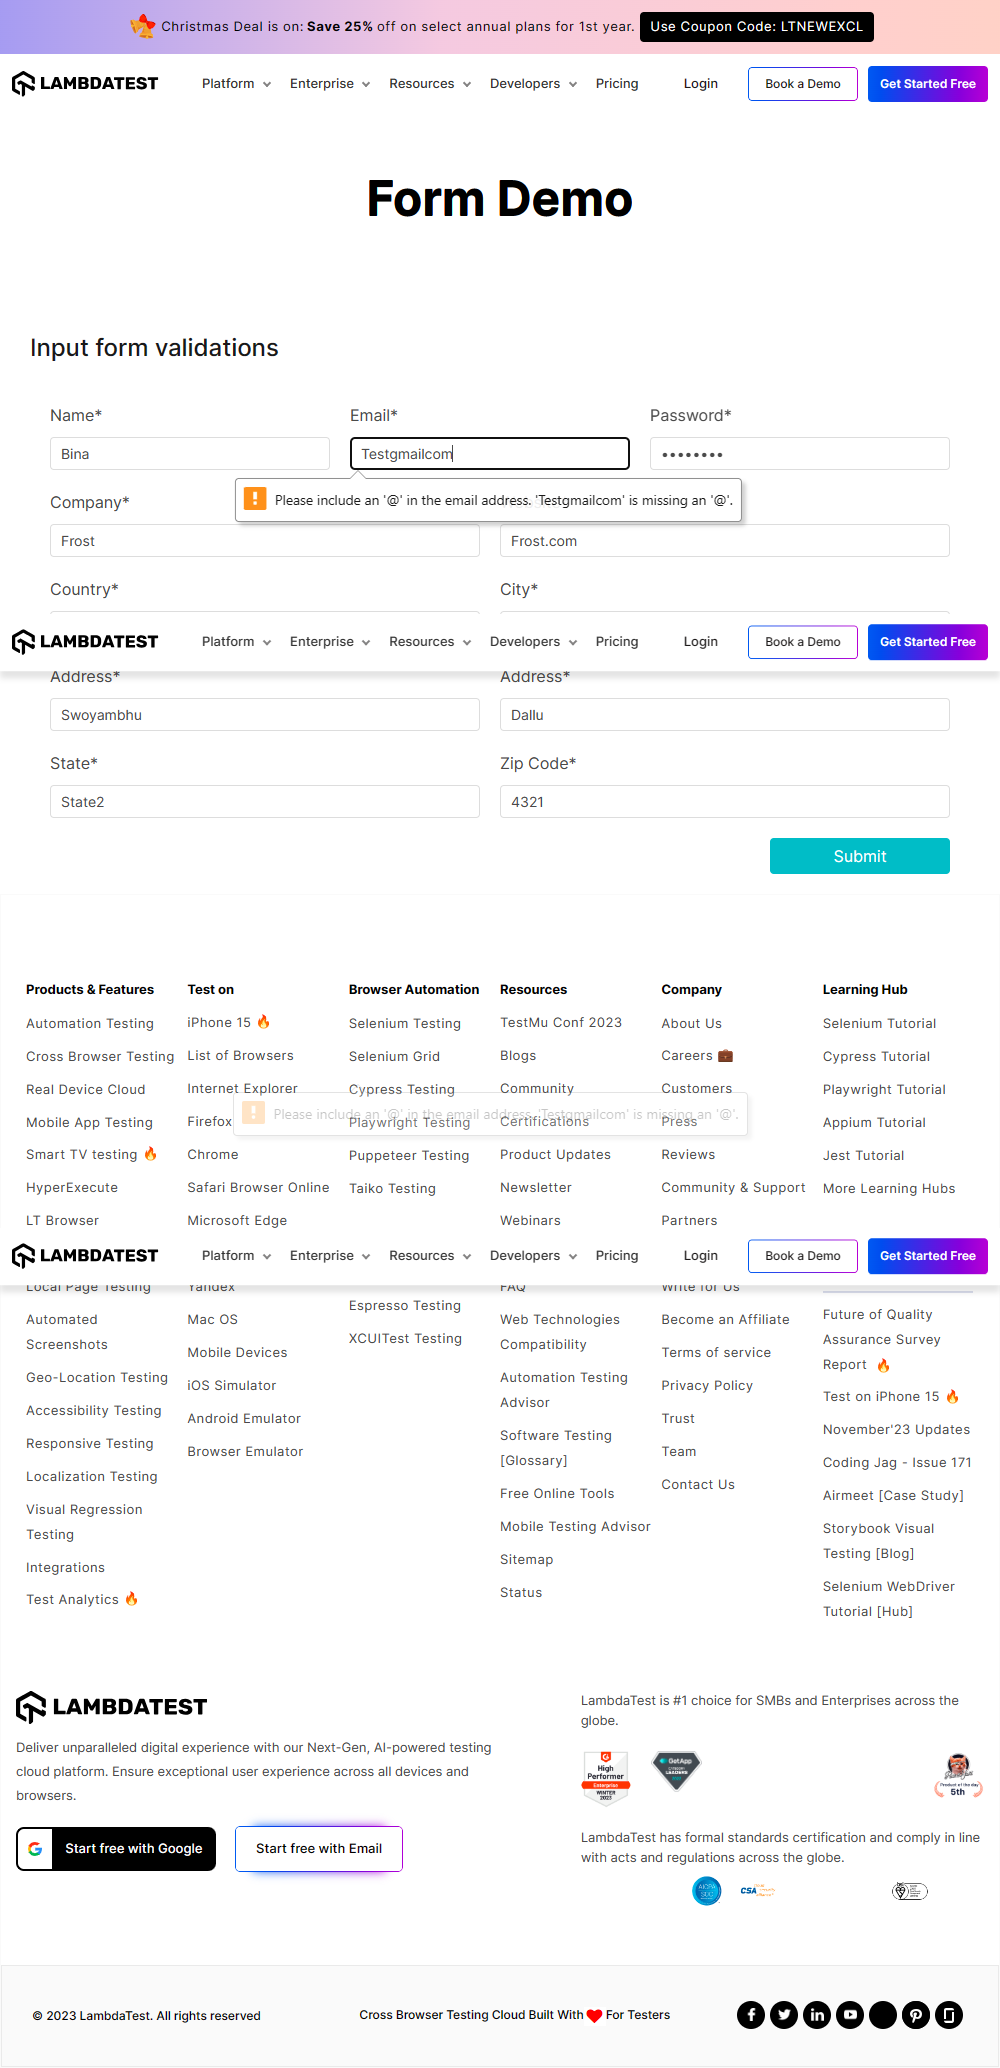 Christmas Deal is on: Save 25% off on select annual plans for 1st year. Use Coupon Code: LTNEWEXCL
LAMBDATEST Platform Enterprise Resources Developers Pricing Login Book a Demo Get Started Free
Form Demo
Input form validations
Name* Email* Password*
Bina Testgmailcom ••••••••
Please include an '@' in the email address. 'Testgmailcom' is missing an '@'.
Company*
Frost Frost.com
Country* City*
LAMBDATEST Platform Enterprise Resources Developers Pricing Login Book a Demo Get Started Free
Address* Address*
Swoyambhu Dallu
State* Zip Code*
State2 4321
Submit
Products & Features
Automation Testing
Cross Browser Testing
Real Device Cloud
Mobile App Testing
Smart TV testing 🔥
HyperExecute
LT Browser
Test on
iPhone 15 🔥
List of Browsers
Internet Explorer
Firefox
Chrome
Safari Browser Online
Microsoft Edge
Browser Automation
Selenium Testing
Selenium Grid
Cypress Testing
Playwright Testing
Puppeteer Testing
Taiko Testing
Resources
TestMu Conf 2023
Blogs
Community
Certifications
Product Updates
Newsletter
Webinars
Company
About Us
Careers 💼
Customers
Press
Reviews
Community & Support
Partners
Learning Hub
Selenium Tutorial
Cypress Tutorial
Playwright Tutorial
Appium Tutorial
Jest Tutorial
More Learning Hubs
Please include an '@' in the email address. 'Testgmailcom' is missing an '@'.
LAMBDATEST Platform Enterprise Resources Developers Pricing Login Book a Demo Get Started Free
Local Page Testing
Automated
Screenshots
Geo-Location Testing
Accessibility Testing
Responsive Testing
Localization Testing
Visual Regression
Testing
Integrations
Test Analytics 🔥
Yandex
Mac OS
Mobile Devices
iOS Simulator
Android Emulator
Browser Emulator
Espresso Testing
XCUITest Testing
FAQ
Web Technologies
Compatibility
Automation Testing
Advisor
Software Testing
[Glossary]
Free Online Tools
Mobile Testing Advisor
Sitemap
Status
Write for Us
Become an Affiliate
Terms of service
Privacy Policy
Trust
Team
Contact Us
Future of Quality
Assurance Survey
Report 🔥
Test on iPhone 15 🔥
November'23 Updates
Coding Jag - Issue 171
Airmeet [Case Study]
Storybook Visual
Testing [Blog]
Selenium WebDriver
Tutorial [Hub]
LAMBDATEST
Deliver unparalleled digital experience with our Next-Gen, AI-powered testing
cloud platform. Ensure exceptional user experience across all devices and
browsers.
Start free with Google Start free with Email
LambdaTest is #1 choice for SMBs and Enterprises across the
globe.
High
Performer
Enterprise
WINTER
2023
GetApp
Product of the day
5th
LambdaTest has formal standards certification and comply in line
with acts and regulations across the globe.
AICPA
SOC
CSA
© 2023 LambdaTest. All rights reserved
Cross Browser Testing Cloud Built With ❤ For Testers